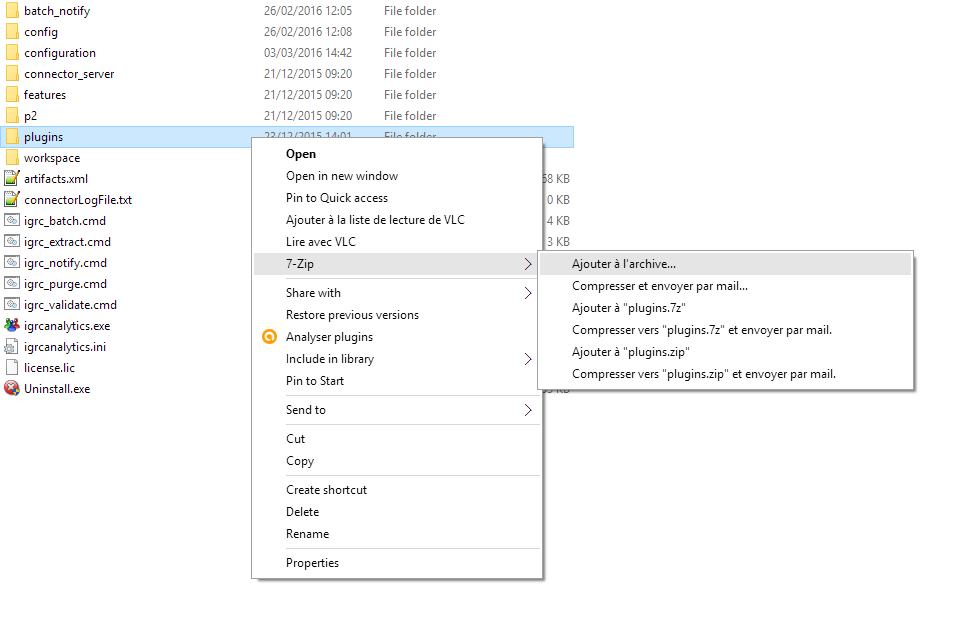 batch_notify 26/02/2016 12:05 File folder
config 26/02/2016 12:08 File folder
configuration 03/03/2016 14:42 File folder
connector_server 21/12/2015 09:20 File folder
features 21/12/2015 09:20 File folder
p2 21/12/2015 09:20 File folder
plugins 23/12/2015 14:01 File folder
workspace
artifacts.xml 68 KB
connectorLogFile.txt 0 KB
igrc_batch.cmd 4 KB
igrc_extract.cmd 3 KB
igrc_notify.cmd
igrc_purge.cmd
igrc_validate.cmd
igrcanalytics.exe
igrcanalytics.ini
license.lic
Uninstall.exe KB
Open
Open in new window
Pin to Quick access
Ajouter à la liste de lecture de VLC
Lire avec VLC
7-Zip
Share with
Restore previous versions
Analyser plugins
Include in library
Pin to Start
Send to
Cut
Copy
Create shortcut
Delete
Rename
Properties
Ajouter à l'archive...
Compresser et envoyer par mail...
Ajouter à "plugins.7z"
Compresser vers "plugins.7z" et envoyer par mail.
Ajouter à "plugins.zip"
Compresser vers "plugins.zip" et envoyer par mail.